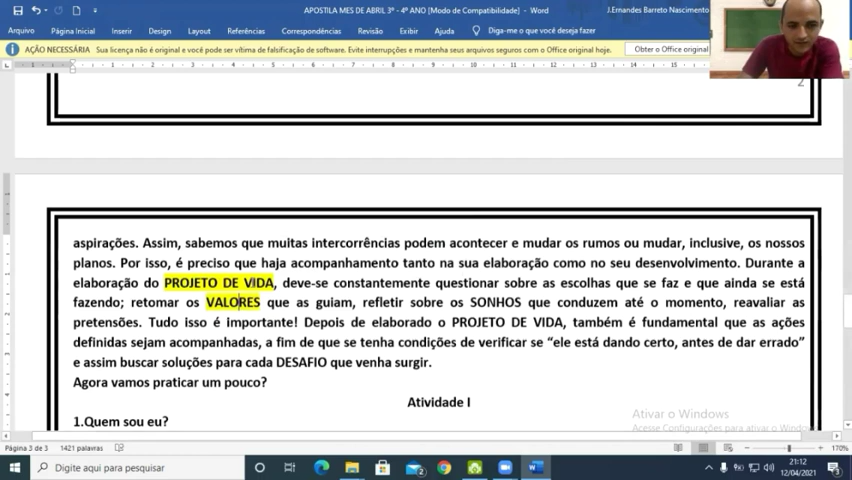 APOSTILA MES DE ABRIL 3º - 4º ANO [Modo de Compatibilidade] - Word
J.Ernandes Barreto Nascimento
Arquivo Página Inicial Inserir Design Layout Referências Correspondências Revisão Exibir Ajuda Diga-me o que você deseja fazer
AÇÃO NECESSÁRIA Sua licença não é original e você pode ser vítima de falsificação de software. Evite interrupções e mantenha seus arquivos seguros com o Office original hoje. Obter o Office original
2
aspirações. Assim, sabemos que muitas intercorrências podem acontecer e mudar os rumos ou mudar, inclusive, os nossos
planos. Por isso, é preciso que haja acompanhamento tanto na sua elaboração como no seu desenvolvimento. Durante a
elaboração do PROJETO DE VIDA, deve-se constantemente questionar sobre as escolhas que se faz e que ainda se está
fazendo; retomar os VALORES que as guiam, refletir sobre os SONHOS que conduzem até o momento, reavaliar as
pretensões. Tudo isso é importante! Depois de elaborado o PROJETO DE VIDA, também é fundamental que as ações
definidas sejam acompanhadas, a fim de que se tenha condições de verificar se “ele está dando certo, antes de dar errado”
e assim buscar soluções para cada DESAFIO que venha surgir.
Agora vamos praticar um pouco?
Atividade I
1.Quem sou eu?
Ativar o Windows
Acesse Configurações para ativar o Windows.
Página 3 de 3 1421 palavras 170%
Digite aqui para pesquisar
21:12
12/04/2021